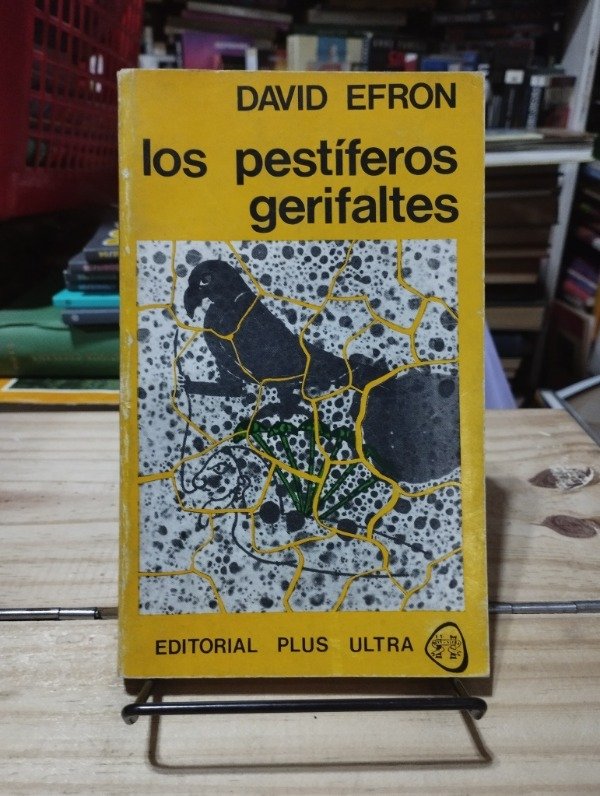 DAVID EFRON
los pestíferos
gerifaltes
EDITORIAL PLUS ULTRA